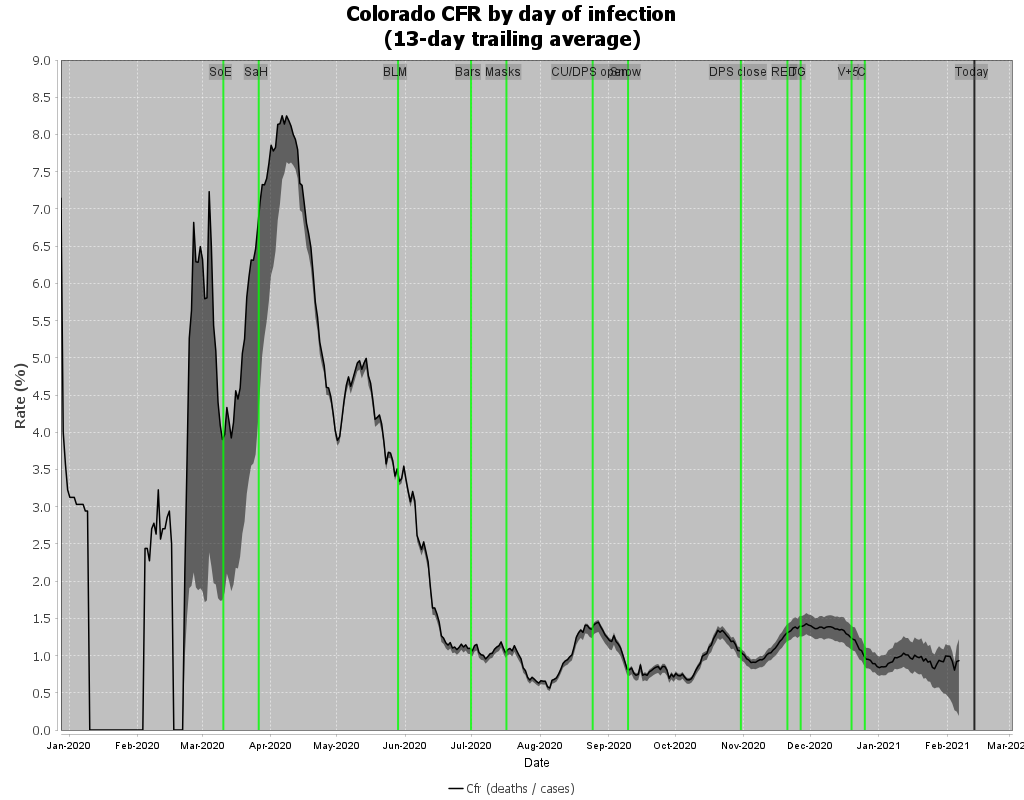 Colorado CFR by day of infection
(13-day trailing average)
SoE SaH BLM Bars Masks CU/DPS open Snow DPS close RED TG V+5 C Today
9.0
8.5
8.0
7.5
7.0
6.5
6.0
5.5
5.0
4.5
4.0
3.5
3.0
2.5
2.0
1.5
1.0
0.5
0.0
Rate (%)
Jan-2020 Feb-2020 Mar-2020 Apr-2020 May-2020 Jun-2020 Jul-2020 Aug-2020 Sep-2020 Oct-2020 Nov-2020 Dec-2020 Jan-2021 Feb-2021 Mar-202
Date
Cfr (deaths / cases)